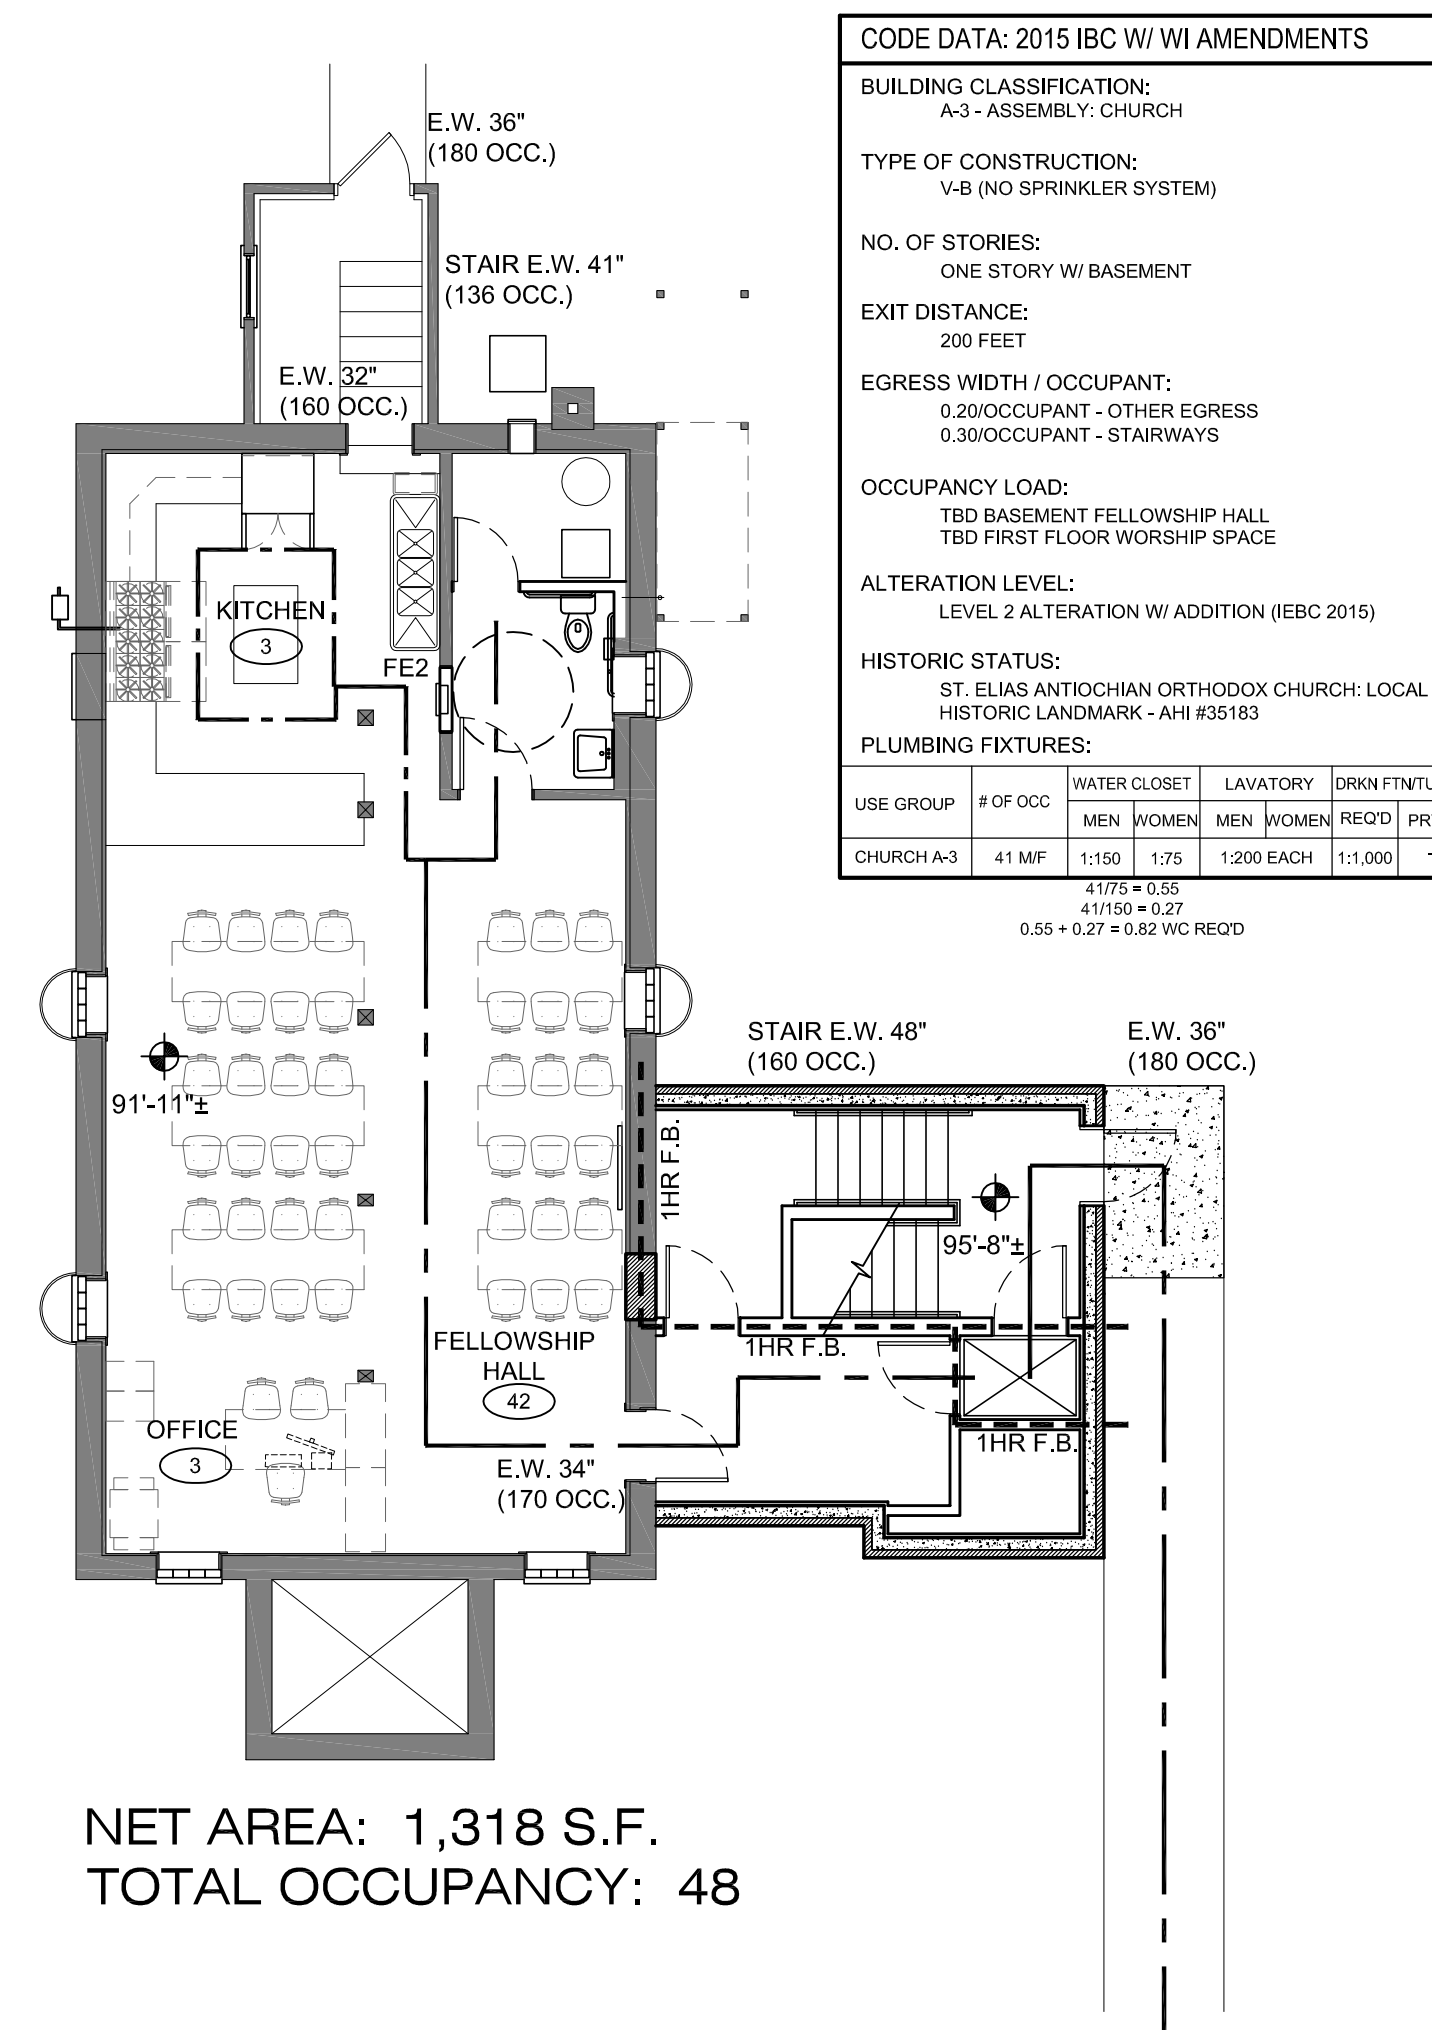 CODE DATA: 2015 IBC W/ WI AMENDMENTS
BUILDING CLASSIFICATION:
A-3 - ASSEMBLY: CHURCH
TYPE OF CONSTRUCTION:
V-B (NO SPRINKLER SYSTEM)
NO. OF STORIES:
ONE STORY W/ BASEMENT
EXIT DISTANCE:
200 FEET
EGRESS WIDTH / OCCUPANT:
0.20/OCCUPANT - OTHER EGRESS
0.30/OCCUPANT - STAIRWAYS
OCCUPANCY LOAD:
TBD BASEMENT FELLOWSHIP HALL
TBD FIRST FLOOR WORSHIP SPACE
ALTERATION LEVEL:
LEVEL 2 ALTERATION W/ ADDITION (IEBC 2015)
HISTORIC STATUS:
ST. ELIAS ANTIOCHIAN ORTHODOX CHURCH: LOCAL
HISTORIC LANDMARK - AHI #35183
PLUMBING FIXTURES:
USE GROUP # OF OCC WATER CLOSET LAVATORY DRKN FTN/TU
MEN WOMEN MEN WOMEN REQ'D PR
CHURCH A-3 41 M/F 1:150 1:75 1:200 EACH 1:1,000
41/75 = 0.55
41/150 = 0.27
0.55 + 0.27 = 0.82 WC REQ'D
E.W. 36"
(180 OCC.)
STAIR E.W. 41"
(136 OCC.)
E.W. 32"
(160 OCC.)
KITCHEN
3
FE2
91'-11"±
STAIR E.W. 48"
(160 OCC.)
E.W. 36"
(180 OCC.)
1HR F.B.
95'-8"±
1HR F.B.
FELLOWSHIP
HALL
42
OFFICE
3
1HR F.B.
E.W. 34"
(170 OCC.)
NET AREA: 1,318 S.F.
TOTAL OCCUPANCY: 48